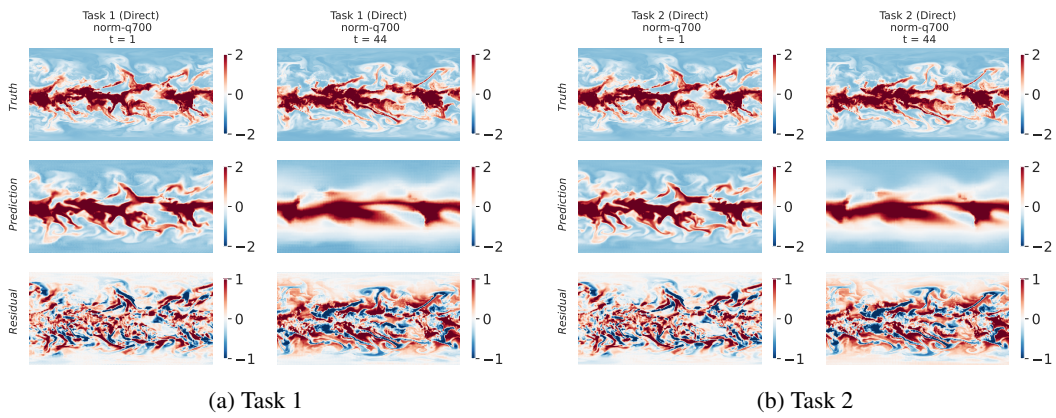 Task 1 (Direct)
norm-q700
t = 1
Task 1 (Direct)
norm-q700
t = 44
Truth
2
0
−2
2
0
−2
Prediction
2
0
−2
2
0
−2
Residual
1
0
−1
1
0
−1
(a) Task 1
Task 2 (Direct)
norm-q700
t = 1
Task 2 (Direct)
norm-q700
t = 44
Truth
2
0
−2
2
0
−2
Prediction
2
0
−2
2
0
−2
Residual
1
0
−1
1
0
−1
(b) Task 2